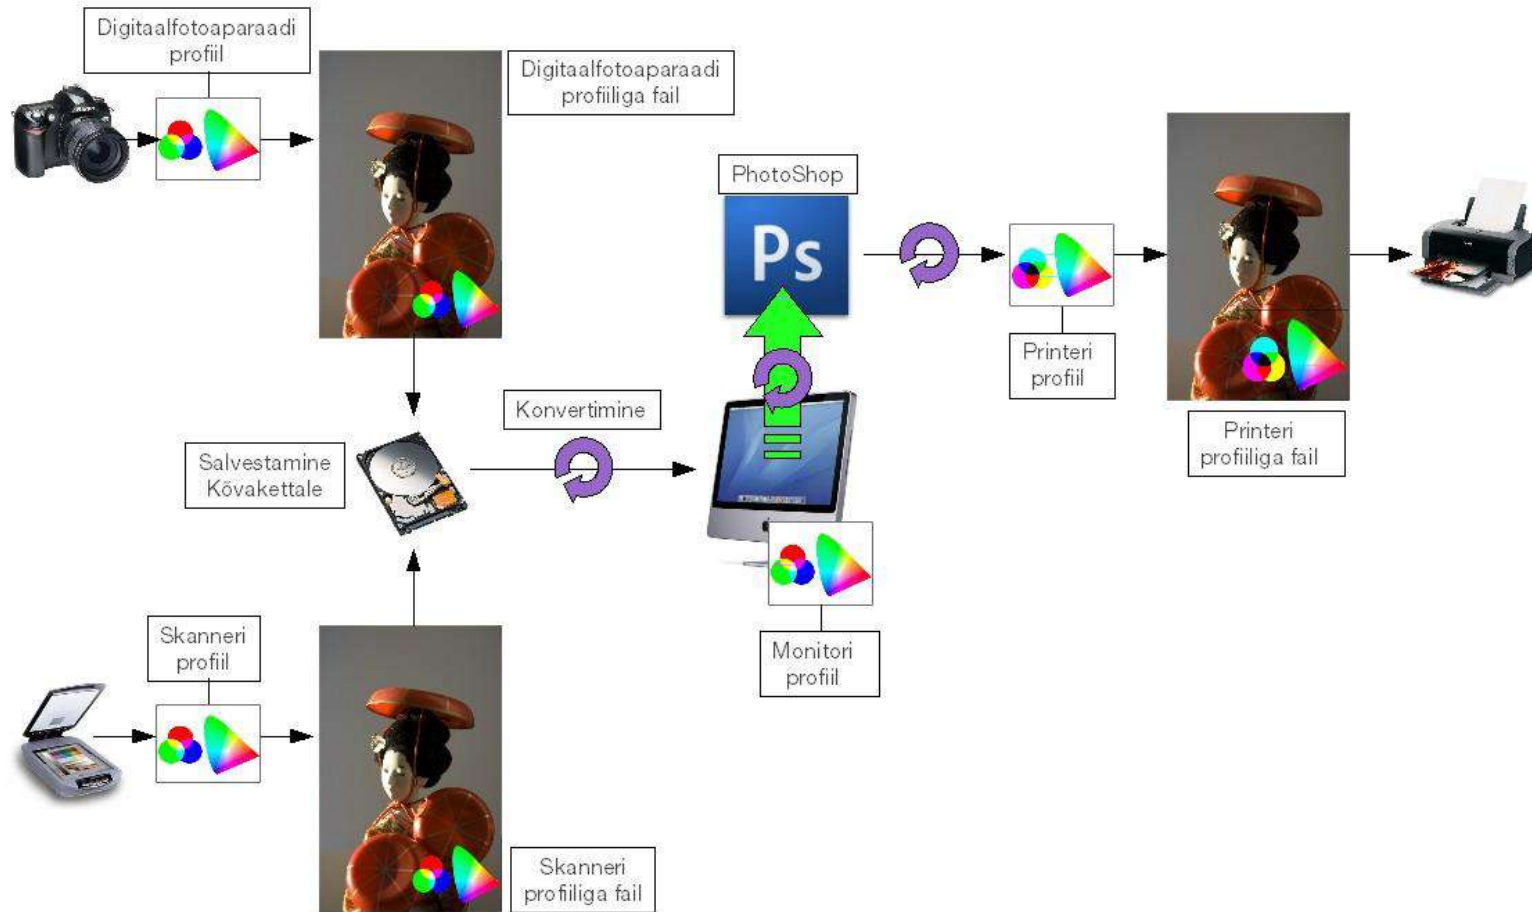 Digitaalfotoaparaadi
profiil
Digitaalfotoaparaadi
profiiliga fail
PhotoShop
Ps
Printeri
profiil
Printeri
profiiliga fail
Konvertimine
Salvestamine
Kõvakettale
Monitori
profiil
Skanneri
profiil
Skanneri
profiiliga fail